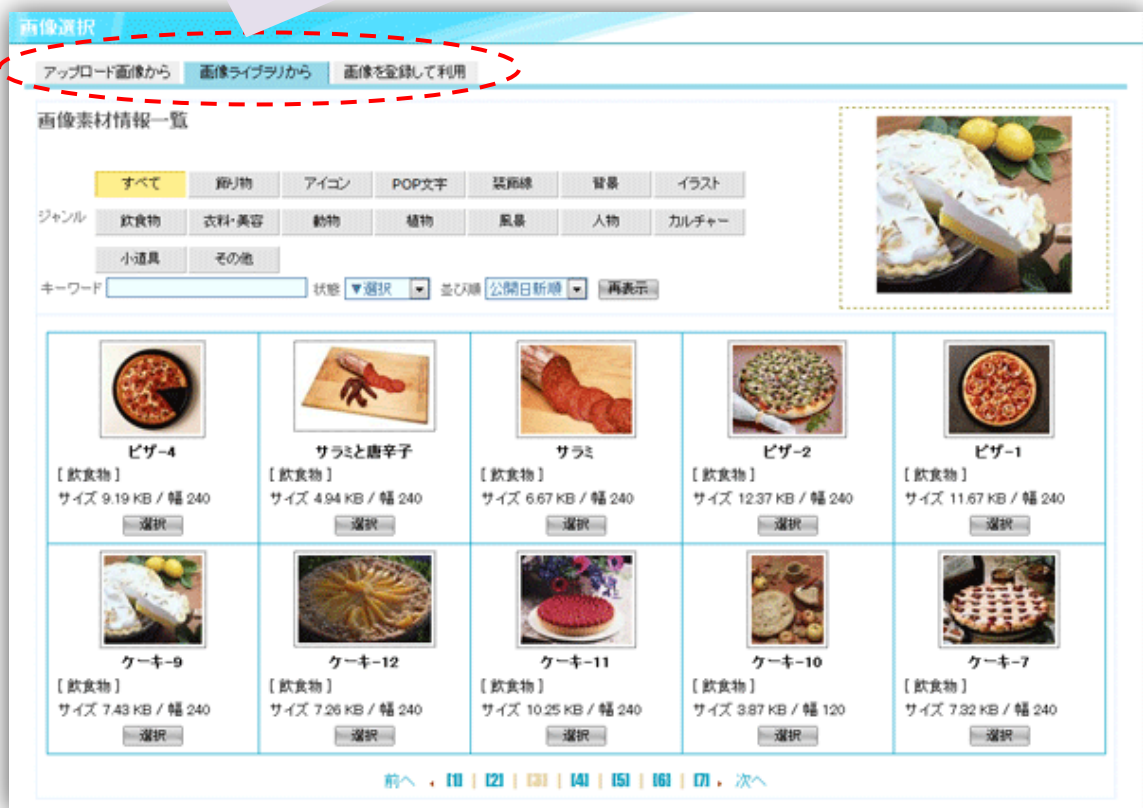 画像選択
アップロード画像から 画像ライブラリから 画像を登録して利用
画像素材情報一覧
すべて 飾り物 アイコン POP文字 装飾線 背景 イラスト
ジャンル 飲食物 衣料・美容 動物 植物 風景 人物 カルチャー
小道具 その他
キーワード 状態 ▼選択 並び順 公開日新順 再表示
ピザ-4 サラミと唐辛子 サラミ ピザ-2 ピザ-1
[ 飲食物 ] [ 飲食物 ] [ 飲食物 ] [ 飲食物 ] [ 飲食物 ]
サイズ 9.19 KB / 幅 240 サイズ 4.94 KB / 幅 240 サイズ 6.67 KB / 幅 240 サイズ 12.37 KB / 幅 240 サイズ 11.67 KB / 幅 240
選択 選択 選択 選択 選択
ケーキ-9 ケーキ-12 ケーキ-11 ケーキ-10 ケーキ-7
[ 飲食物 ] [ 飲食物 ] [ 飲食物 ] [ 飲食物 ] [ 飲食物 ]
サイズ 7.43 KB / 幅 240 サイズ 7.26 KB / 幅 240 サイズ 10.25 KB / 幅 240 サイズ 3.87 KB / 幅 120 サイズ 7.32 KB / 幅 240
選択 選択 選択 選択 選択
前へ [1] | [2] | [3] | [4] | [5] | [6] | [7] 次へ